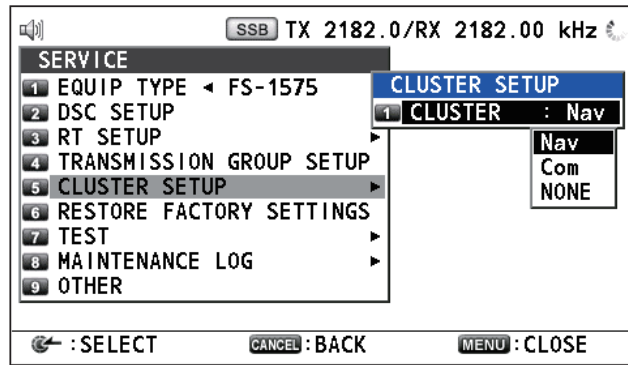 SSB TX 2182.0/RX 2182.00 kHz
SERVICE
1 EQUIP TYPE ◄ FS-1575
2 DSC SETUP
3 RT SETUP ►
4 TRANSMISSION GROUP SETUP
5 CLUSTER SETUP ►
6 RESTORE FACTORY SETTINGS
7 TEST ►
8 MAINTENANCE LOG ►
9 OTHER
CLUSTER SETUP
1 CLUSTER : Nav
Nav
Com
NONE
:SELECT CANCEL :BACK MENU :CLOSE